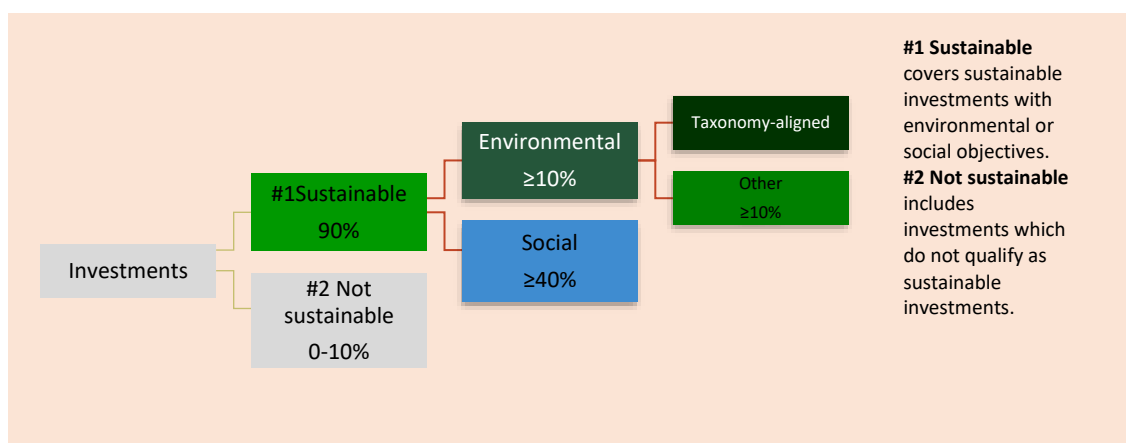 Investments
#1Sustainable
90%
#2 Not
sustainable
0-10%
Environmental
≥10%
Social
≥40%
Taxonomy-aligned
Other
≥10%
#1 Sustainable
covers sustainable
investments with
environmental or
social objectives.
#2 Not sustainable
includes
investments which
do not qualify as
sustainable
investments.